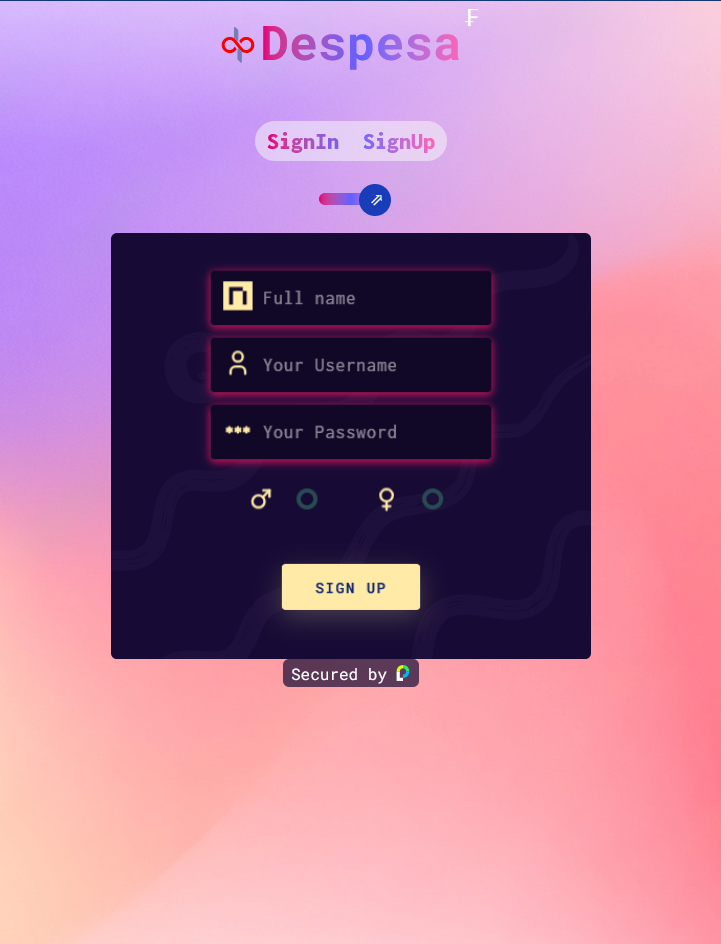 Despesa ₣
SignIn SignUp
Full name
Your Username
Your Password
SIGN UP
Secured by